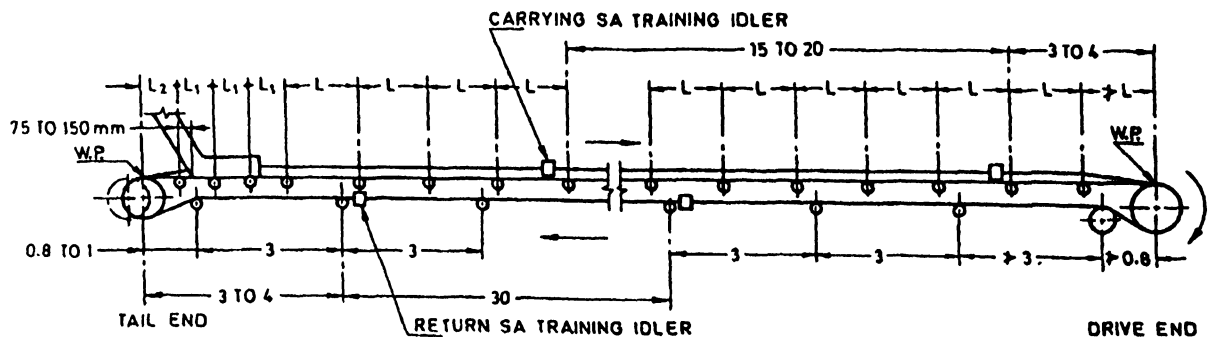 CARRYING SA TRAINING IDLER
15 TO 20
3 TO 4
L₂ L₁ L₁ L₁ L L L L L L L L L L ≯ L
75 TO 150 mm
W.P.
W.P.
0.8 TO 1
3
3
3
3
≯ 3
≯ 0.8
3 TO 4
30
TAIL END
RETURN SA TRAINING IDLER
DRIVE END